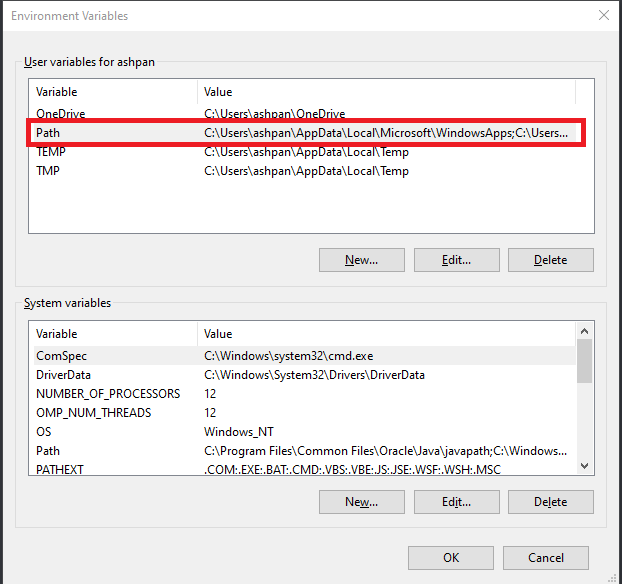 Environment Variables
User variables for ashpan
Variable Value
OneDrive C:\Users\ashpan\OneDrive
Path C:\Users\ashpan\AppData\Local\Microsoft\WindowsApps;C:\Users...
TEMP C:\Users\ashpan\AppData\Local\Temp
TMP C:\Users\ashpan\AppData\Local\Temp
New... Edit... Delete
System variables
Variable Value
ComSpec C:\Windows\system32\cmd.exe
DriverData C:\Windows\System32\Drivers\DriverData
NUMBER_OF_PROCESSORS 12
OMP_NUM_THREADS 12
OS Windows_NT
Path C:\Program Files\Common Files\Oracle\Java\javapath;C:\Windows...
PATHEXT .COM;.EXE;.BAT;.CMD;.VBS;.VBE;.JS;.JSE;.WSF;.WSH;.MSC
New... Edit... Delete
OK Cancel